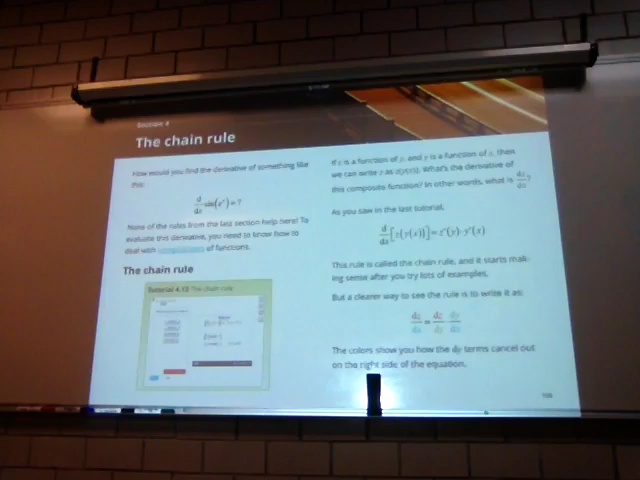 Section 4
The chain rule
How would you find the derivative of something like
this:
d/dx sin(eˣ) = ?
None of the rules from the last section help here! To
evaluate this derivative, you need to know how to
deal with compositions of functions.
The chain rule
Tutorial 4.13 The chain rule
If z is a function of y, and y is a function of x, then
we can write z as z(y(x)). What's the derivative of
this composite function? In other words, what is dz/dx?
As you saw in the last tutorial,
d/dx [z(y(x))] = z'(y)·y'(x)
This rule is called the chain rule, and it starts mak-
ing sense after you try lots of examples.
But a clearer way to see the rule is to write it as:
dz/dx = dz/dy · dy/dx
The colors show you how the dy terms cancel out
on the right side of the equation.